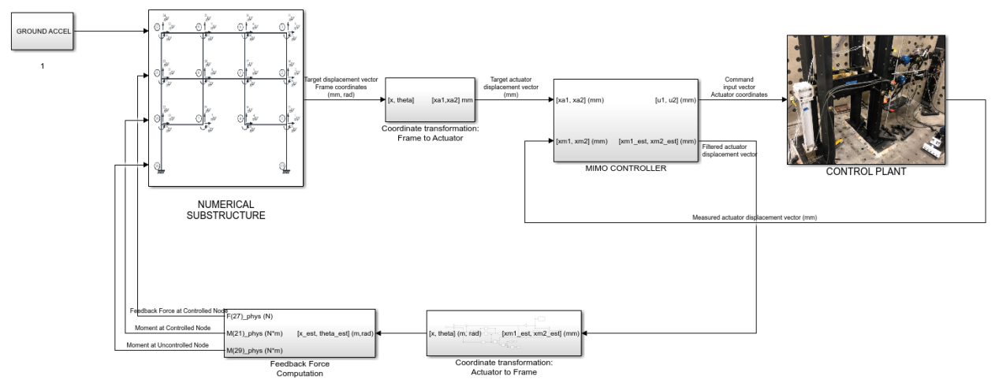 GROUND ACCEL
1
NUMERICAL
SUBSTRUCTURE
Target displacement vector
Frame coordinates
(mm, rad)
[x, theta]
[xa1,xa2] mm
Coordinate transformation:
Frame to Actuator
Target actuator
displacement vector
(mm)
[xa1, xa2] (mm)
[u1, u2] (mm)
[xm1, xm2] (mm)
[xm1_est, xm2_est] (mm)
MIMO CONTROLLER
Command
input vector
Actuator coordinates
Filtered actuator
displacement vector
CONTROL PLANT
Measured actuator displacement vector (mm)
Feedback Force at Controlled Node
Moment at Controlled Node
Moment at Uncontrolled Node
F(27)_phys (N)
M(21)_phys (N*m)
[x_est, theta_est] (m,rad)
M(29)_phys (N*m)
Feedback Force
Computation
[x, theta] (m, rad)
[xm1_est, xm2_est] (mm)
Coordinate transformation:
Actuator to Frame